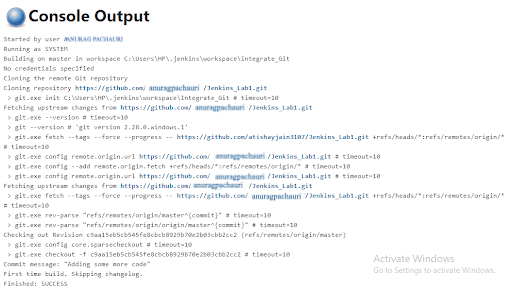 Console Output
Started by user ANURAG PACHAURI
Running as SYSTEM
Building on master in workspace C:\Users\HP\.jenkins\workspace\Integrate_Git
No credentials specified
Cloning the remote Git repository
Cloning repository https://github.com/ anuragpachauri /Jenkins_Lab1.git
> git.exe init C:\Users\HP\.jenkins\workspace\Integrate_Git # timeout=10
Fetching upstream changes from https://github.com/ anuragpachauri /Jenkins_Lab1.git
> git.exe --version # timeout=10
> git --version # 'git version 2.28.0.windows.1'
> git.exe fetch --tags --force --progress -- https://github.com/atishayjain3107/Jenkins_Lab1.git +refs/heads/*:refs/remotes/origin/*
# timeout=10
> git.exe config remote.origin.url https://github.com/ anuragpachauri /Jenkins_Lab1.git # timeout=10
> git.exe config --add remote.origin.fetch +refs/heads/*:refs/remotes/origin/* # timeout=10
> git.exe config remote.origin.url https://github.com/ anuragpachauri /Jenkins_Lab1.git # timeout=10
Fetching upstream changes from https://github.com/ anuragpachauri /Jenkins_Lab1.git
> git.exe fetch --tags --force --progress -- https://github.com/ anuragpachauri /Jenkins_Lab1.git +refs/heads/*:refs/remotes/origin/*
# timeout=10
> git.exe rev-parse "refs/remotes/origin/master^{commit}" # timeout=10
> git.exe rev-parse "refs/remotes/origin/origin/master^{commit}" # timeout=10
Checking out Revision c9aa15eb5cb545fe8cbcb8929b70e2b03cbb2cc2 (refs/remotes/origin/master)
> git.exe config core.sparsecheckout # timeout=10
> git.exe checkout -f c9aa15eb5cb545fe8cbcb8929b70e2b03cbb2cc2 # timeout=10
Commit message: "Adding some more code"
First time build. Skipping changelog.
Finished: SUCCESS
Activate Windows
Go to Settings to activate Windows.